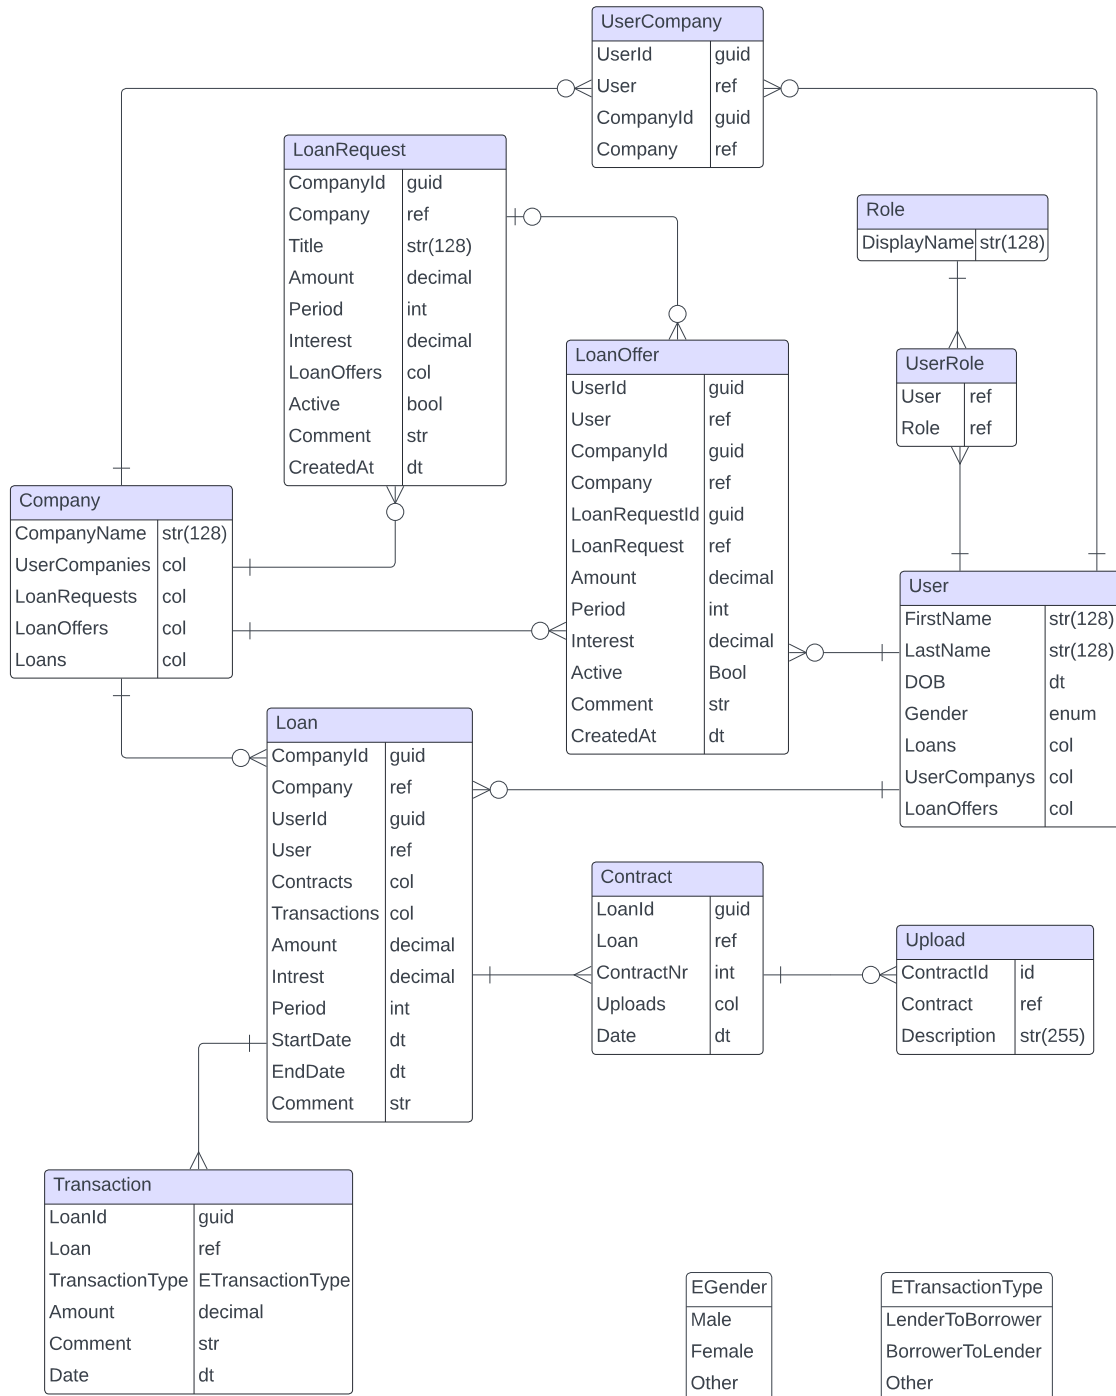 UserCompany
UserId guid
User ref
CompanyId guid
Company ref
LoanRequest
CompanyId guid
Company ref
Title str(128)
Amount decimal
Period int
Interest decimal
LoanOffers col
Active bool
Comment str
CreatedAt dt
Role
DisplayName str(128)
LoanOffer
UserId guid
User ref
CompanyId guid
Company ref
LoanRequestId guid
LoanRequest ref
Amount decimal
Period int
Interest decimal
Active Bool
Comment str
CreatedAt dt
UserRole
User ref
Role ref
Company
CompanyName str(128)
UserCompanies col
LoanRequests col
LoanOffers col
Loans col
User
FirstName str(128)
LastName str(128)
DOB dt
Gender enum
Loans col
UserCompanys col
LoanOffers col
Loan
CompanyId guid
Company ref
UserId guid
User ref
Contracts col
Transactions col
Amount decimal
Intrest decimal
Period int
StartDate dt
EndDate dt
Comment str
Contract
LoanId guid
Loan ref
ContractNr int
Uploads col
Date dt
Upload
ContractId id
Contract ref
Description str(255)
Transaction
LoanId guid
Loan ref
TransactionType ETransactionType
Amount decimal
Comment str
Date dt
EGender
Male
Female
Other
ETransactionType
LenderToBorrower
BorrowerToLender
Other